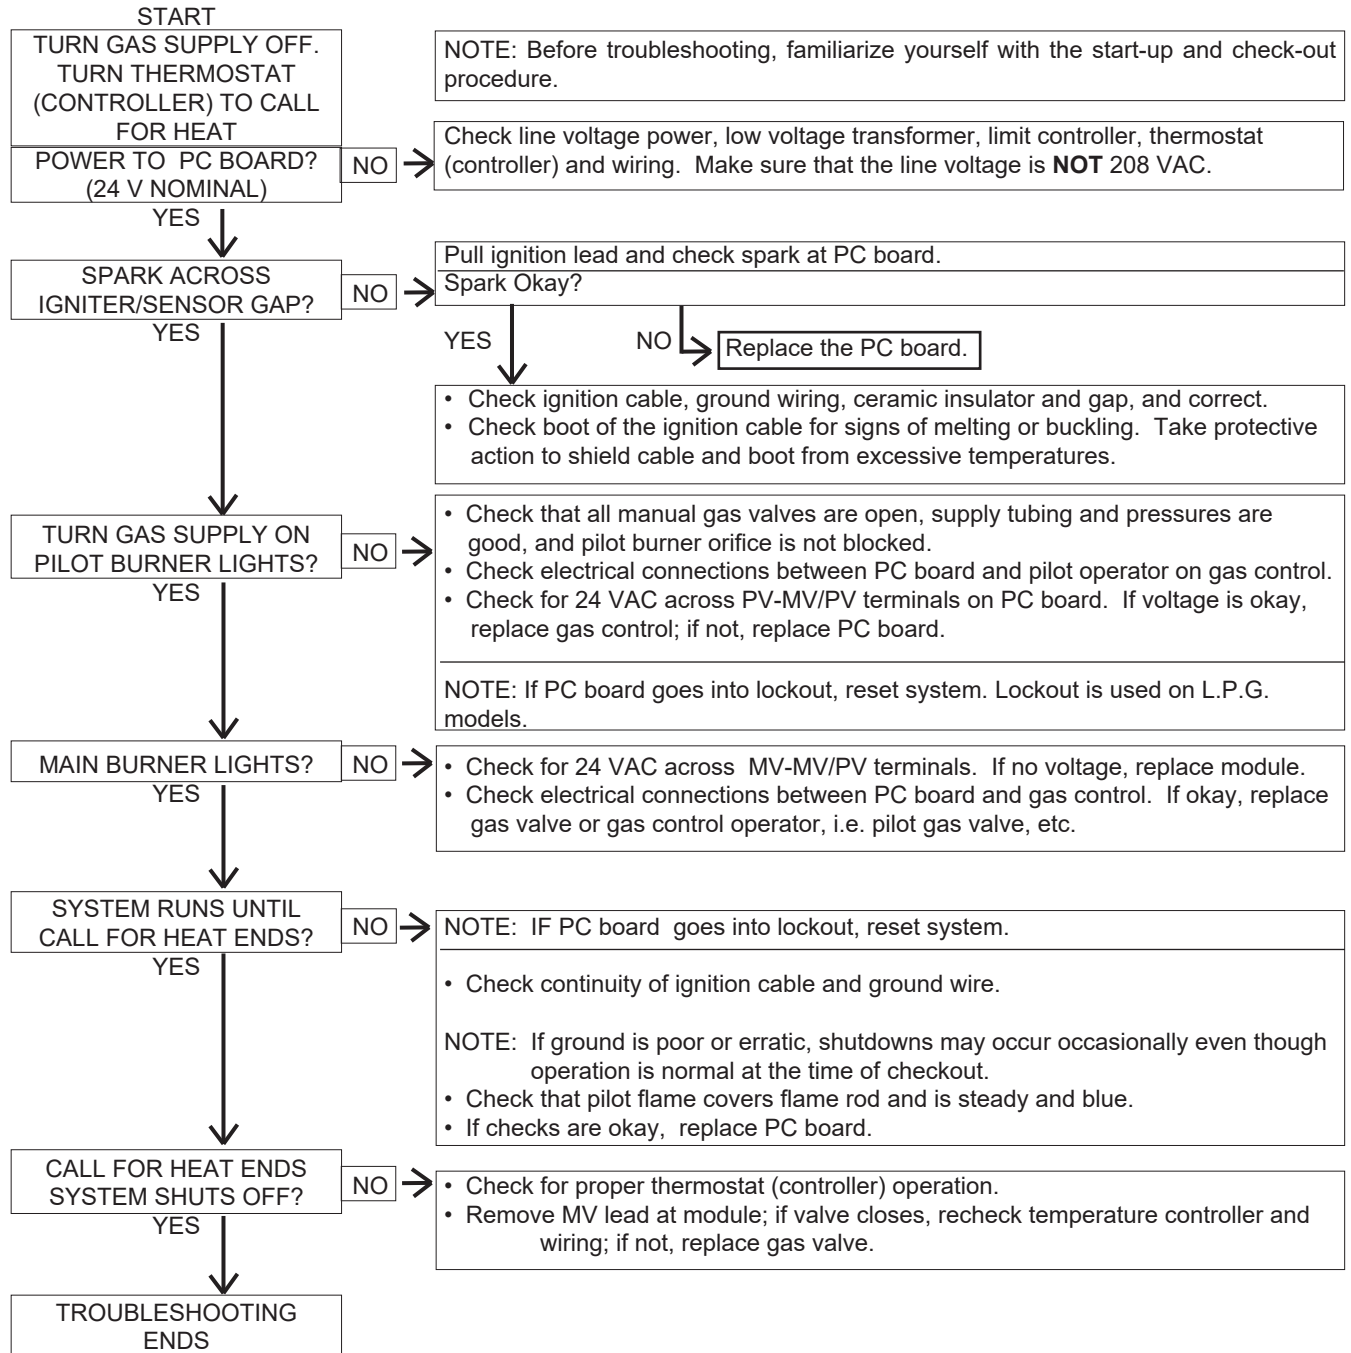 START
TURN GAS SUPPLY OFF.
TURN THERMOSTAT
(CONTROLLER) TO CALL
FOR HEAT
NOTE: Before troubleshooting, familiarize yourself with the start-up and check-out
procedure.
POWER TO PC BOARD?
(24 V NOMINAL)
NO
Check line voltage power, low voltage transformer, limit controller, thermostat
(controller) and wiring. Make sure that the line voltage is NOT 208 VAC.
YES
SPARK ACROSS
IGNITER/SENSOR GAP?
NO
Pull ignition lead and check spark at PC board.
Spark Okay?
YES
YES
NO
Replace the PC board.
• Check ignition cable, ground wiring, ceramic insulator and gap, and correct.
• Check boot of the ignition cable for signs of melting or buckling. Take protective
action to shield cable and boot from excessive temperatures.
TURN GAS SUPPLY ON
PILOT BURNER LIGHTS?
NO
• Check that all manual gas valves are open, supply tubing and pressures are
good, and pilot burner orifice is not blocked.
• Check electrical connections between PC board and pilot operator on gas control.
• Check for 24 VAC across PV-MV/PV terminals on PC board. If voltage is okay,
replace gas control; if not, replace PC board.
NOTE: If PC board goes into lockout, reset system. Lockout is used on L.P.G.
models.
YES
MAIN BURNER LIGHTS?
NO
• Check for 24 VAC across MV-MV/PV terminals. If no voltage, replace module.
• Check electrical connections between PC board and gas control. If okay, replace
gas valve or gas control operator, i.e. pilot gas valve, etc.
YES
SYSTEM RUNS UNTIL
CALL FOR HEAT ENDS?
NO
NOTE: IF PC board goes into lockout, reset system.
• Check continuity of ignition cable and ground wire.
NOTE: If ground is poor or erratic, shutdowns may occur occasionally even though
operation is normal at the time of checkout.
• Check that pilot flame covers flame rod and is steady and blue.
• If checks are okay, replace PC board.
YES
CALL FOR HEAT ENDS
SYSTEM SHUTS OFF?
NO
• Check for proper thermostat (controller) operation.
• Remove MV lead at module; if valve closes, recheck temperature controller and
wiring; if not, replace gas valve.
YES
TROUBLESHOOTING
ENDS